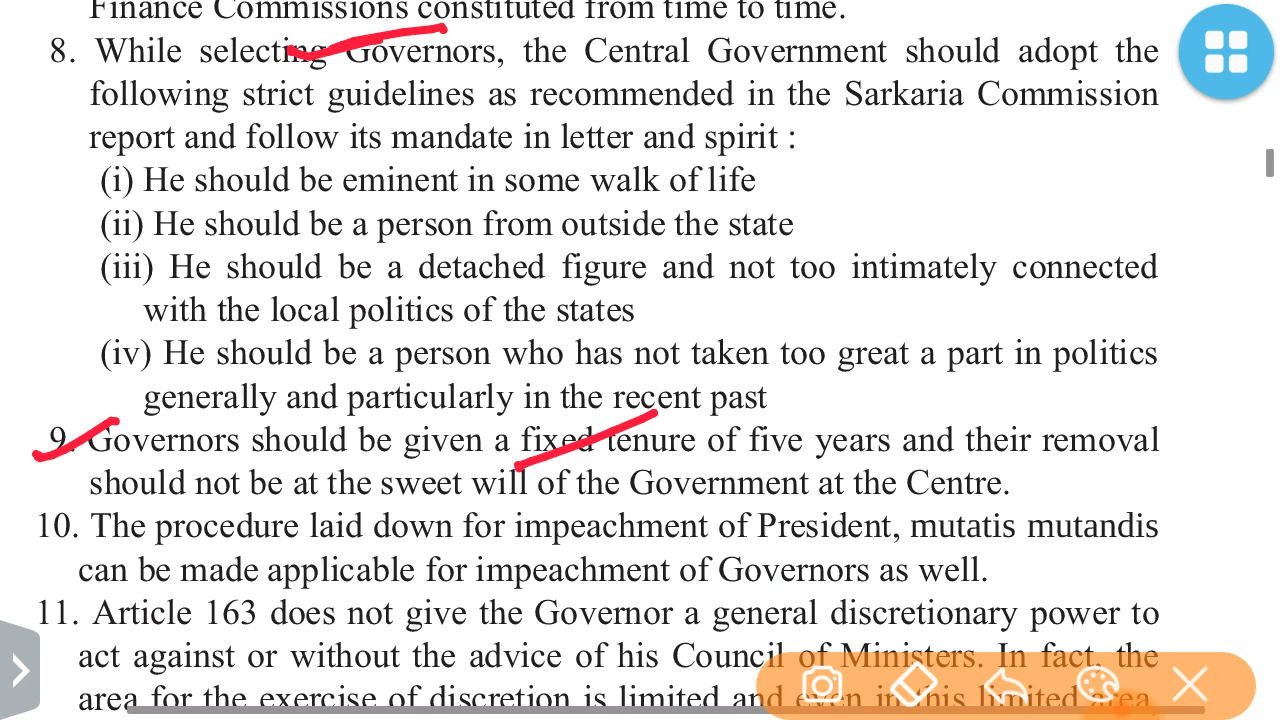 Finance Commissions constituted from time to time.
8. While selecting Governors, the Central Government should adopt the
following strict guidelines as recommended in the Sarkaria Commission
report and follow its mandate in letter and spirit :
(i) He should be eminent in some walk of life
(ii) He should be a person from outside the state
(iii) He should be a detached figure and not too intimately connected
with the local politics of the states
(iv) He should be a person who has not taken too great a part in politics
generally and particularly in the recent past
9. Governors should be given a fixed tenure of five years and their removal
should not be at the sweet will of the Government at the Centre.
10. The procedure laid down for impeachment of President, mutatis mutandis
can be made applicable for impeachment of Governors as well.
11. Article 163 does not give the Governor a general discretionary power to
act against or without the advice of his Council of Ministers. In fact, the
area for the exercise of discretion is limited and even in this limited area,